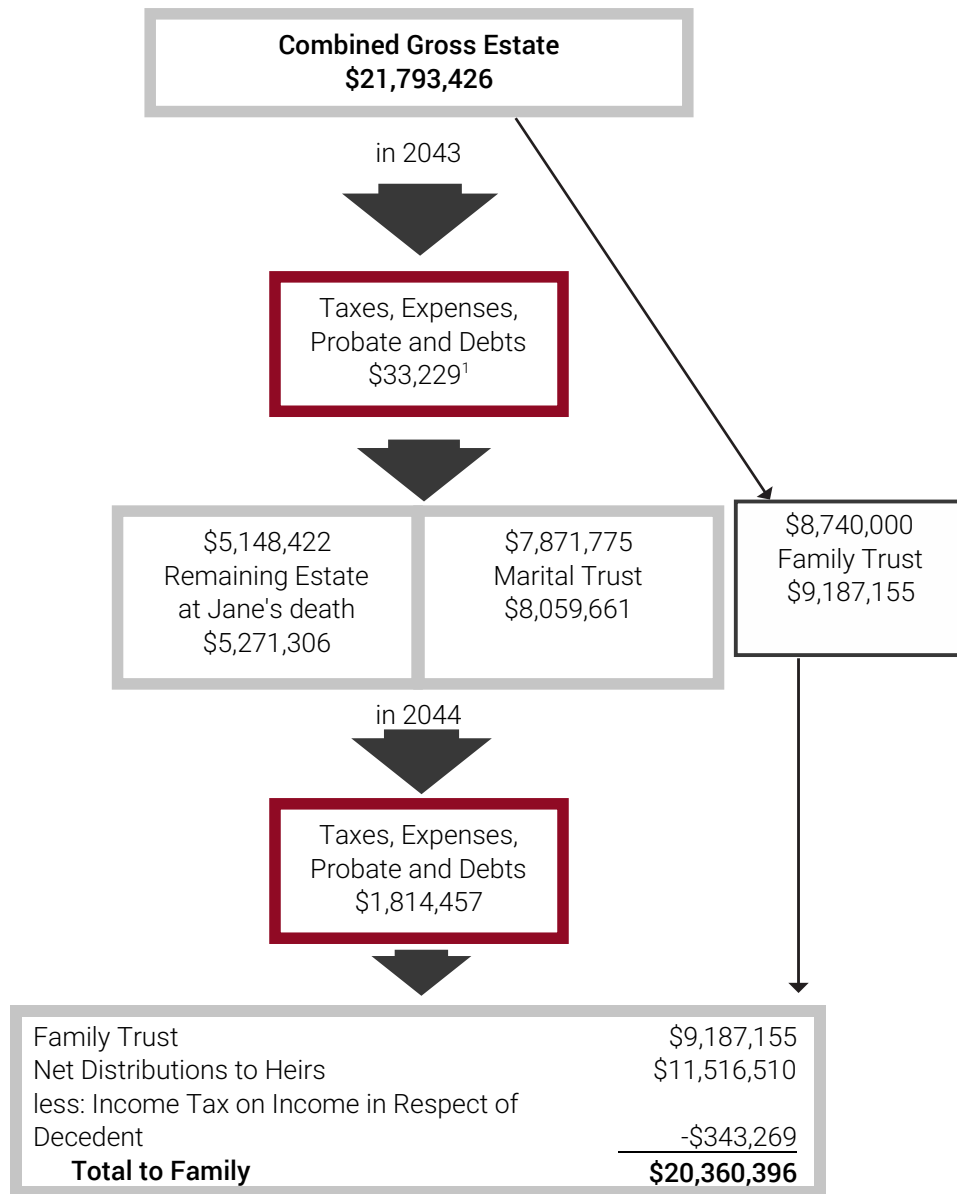 Combined Gross Estate
$21,793,426
in 2043
Taxes, Expenses,
Probate and Debts
$33,229¹
$5,148,422
Remaining Estate
at Jane's death
$5,271,306
$7,871,775
Marital Trust
$8,059,661
$8,740,000
Family Trust
$9,187,155
in 2044
Taxes, Expenses,
Probate and Debts
$1,814,457
Family Trust $9,187,155
Net Distributions to Heirs $11,516,510
less: Income Tax on Income in Respect of
Decedent -$343,269
Total to Family $20,360,396